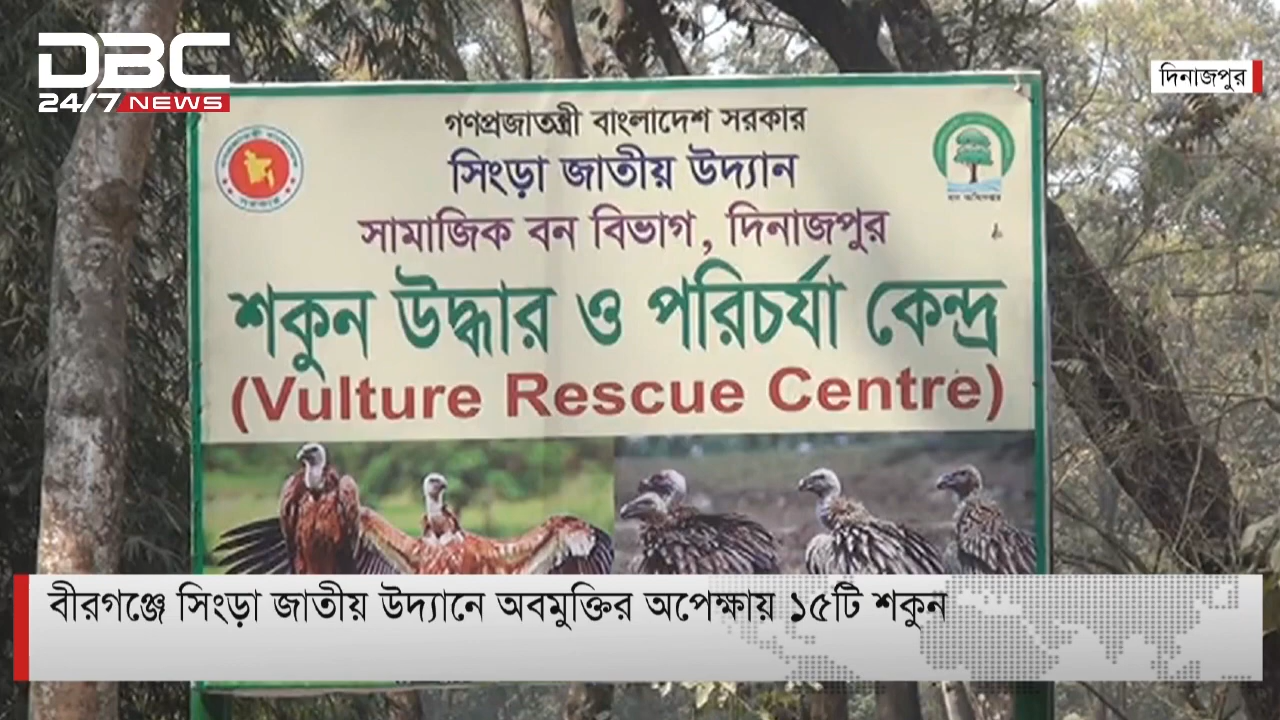 DBC
24/7 NEWS
দিনাজপুর
গণপ্রজাতন্ত্রী বাংলাদেশ সরকার
সিংড়া জাতীয় উদ্যান
সামাজিক বন বিভাগ, দিনাজপুর
শকুন উদ্ধার ও পরিচর্যা কেন্দ্র
(Vulture Rescue Centre)
বীরগঞ্জে সিংড়া জাতীয় উদ্যানে অবমুক্তির অপেক্ষায় ১৫টি শকুন